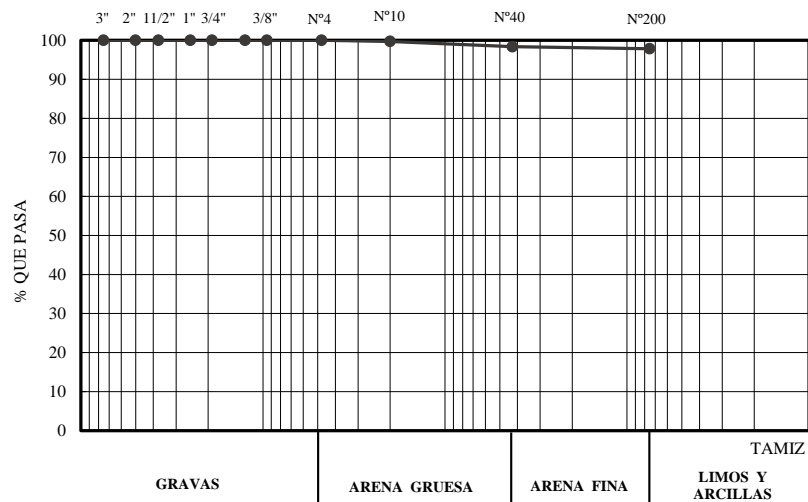 3" 2" 11/2" 1" 3/4" 3/8" Nº4 Nº10 Nº40 Nº200
100
90
80
70
60
50
40
30
20
10
0
% QUE PASA
TAMIZ
GRAVAS
ARENA GRUESA
ARENA FINA
LIMOS Y
ARCILLAS